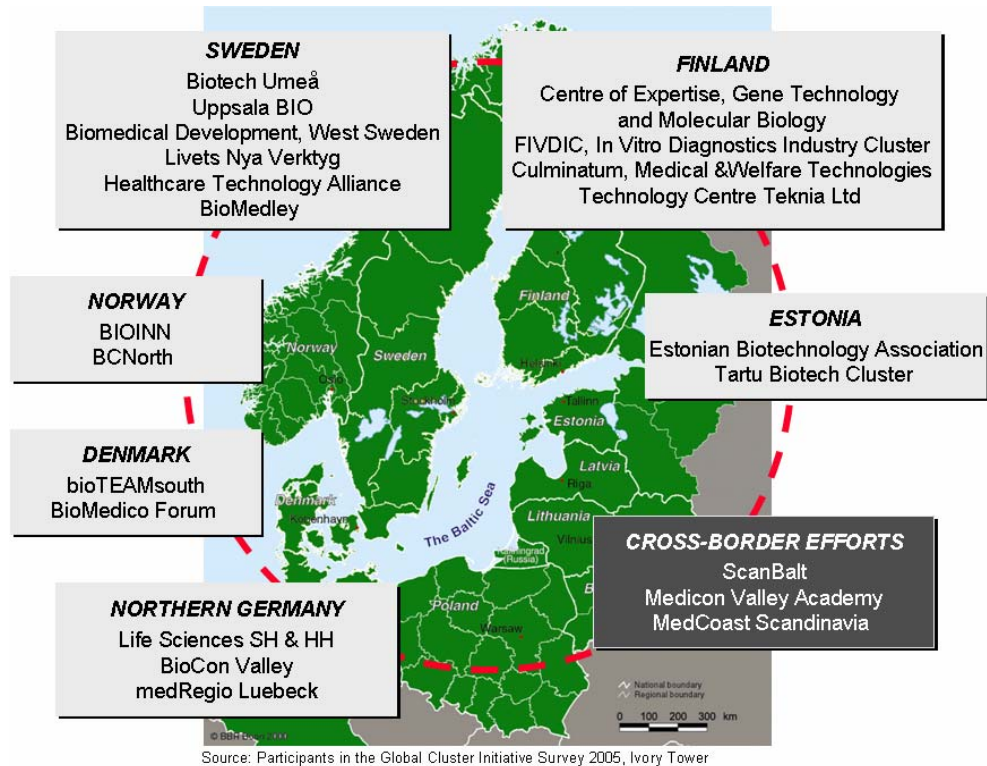 SWEDEN
Biotech Umeå
Uppsala BIO
Biomedical Development, West Sweden
Livets Nya Verktyg
Healthcare Technology Alliance
BioMedley
FINLAND
Centre of Expertise, Gene Technology
and Molecular Biology
FIVDIC, In Vitro Diagnostics Industry Cluster
Culminatum, Medical &Welfare Technologies
Technology Centre Teknia Ltd
NORWAY
BIOINN
BCNorth
ESTONIA
Estonian Biotechnology Association
Tartu Biotech Cluster
DENMARK
bioTEAMsouth
BioMedico Forum
CROSS-BORDER EFFORTS
ScanBalt
Medicon Valley Academy
MedCoast Scandinavia
NORTHERN GERMANY
Life Sciences SH & HH
BioCon Valley
medRegio Luebeck
Norway
Oslo
Sweden
Stockholm
Finland
Helsinki
Tallinn
Estonia
Latvia
Riga
Lithuania
Vilnius
Kaliningrad
(Russia)
Denmark
København
The Baltic Sea
Poland
Warsaw
National boundary
Regional boundary
0 100 200 300 km
© BBR Bonn
Source: Participants in the Global Cluster Initiative Survey 2005, Ivory Tower